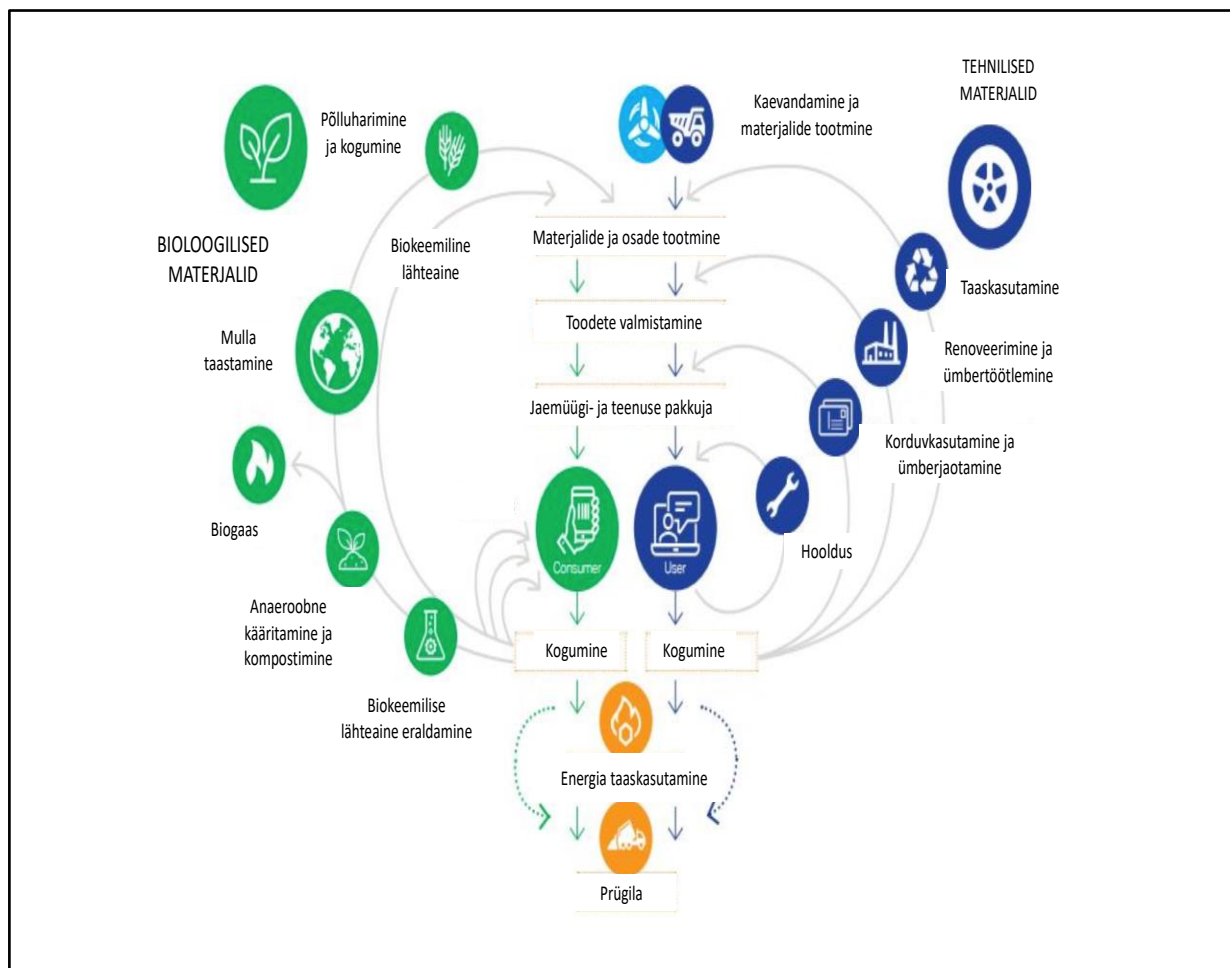 TEHNILISED
MATERJALID
Põlluharimine
ja kogumine
Kaevandamine ja
materjalide tootmine
BIOLOOGILISED
MATERJALID
Biokeemiline
lähteaine
Materjalide ja osade tootmine
Taaskasutamine
Mulla
taastamine
Toodete valmistamine
Renoveerimine ja
ümbertöötlemine
Jaemüügi- ja teenuse pakkuja
Korduvkasutamine ja
ümberjaotamine
Biogaas
Consumer
User
Hooldus
Anaeroobne
kääritamine ja
kompostimine
Kogumine
Kogumine
Biokeemilise
lähteaine eraldamine
Energia taaskasutamine
Prügila